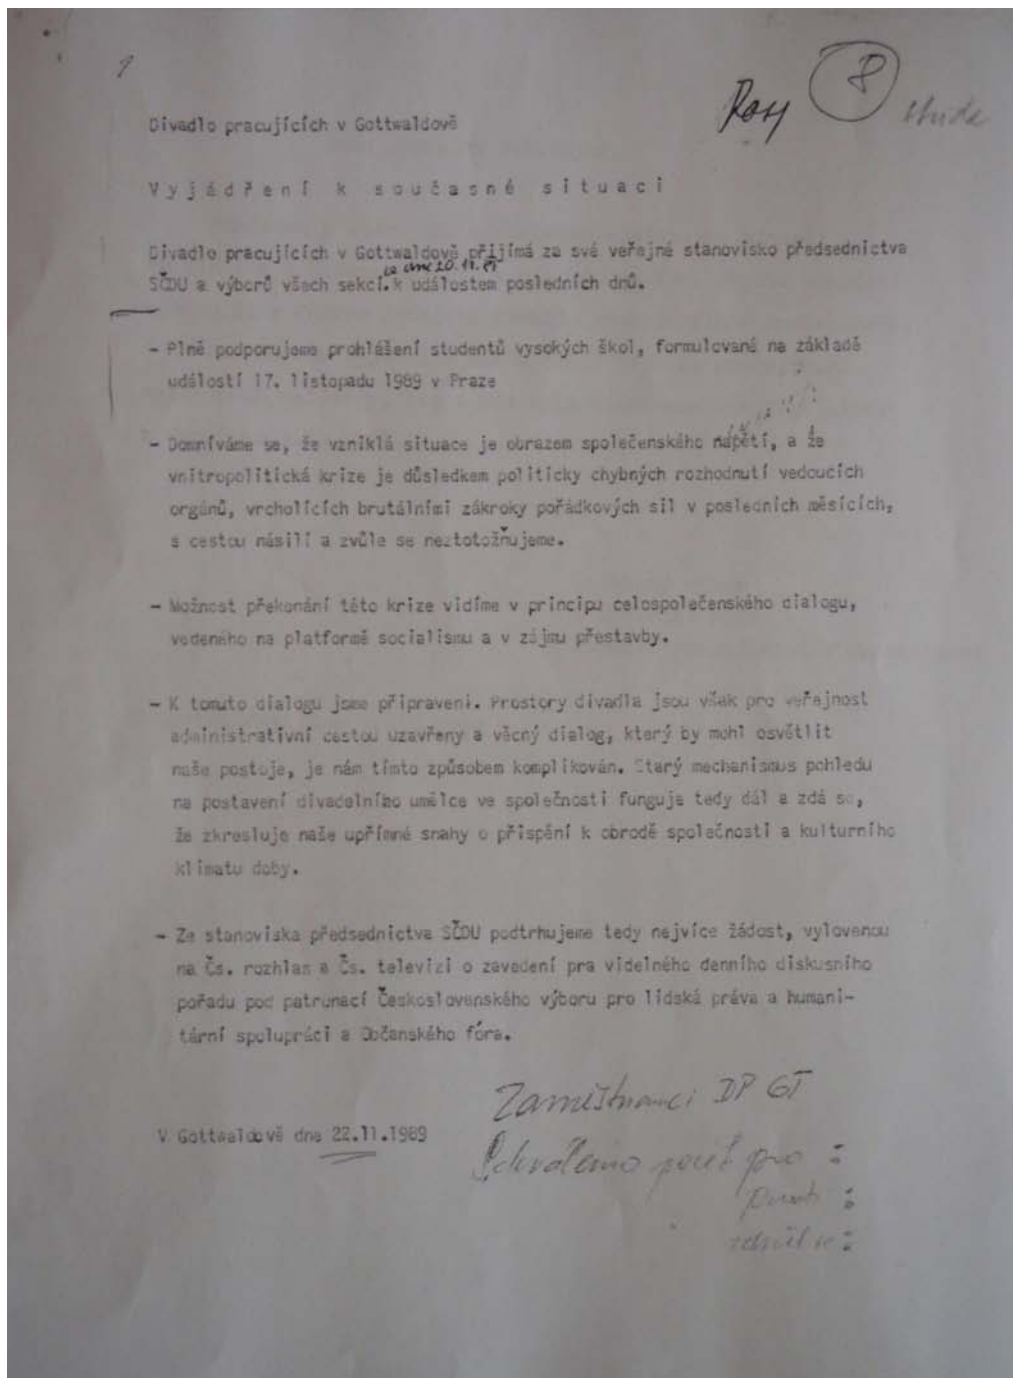 1
8
Divadlo pracujících v Gottwaldově
Vyjádření k současné situaci
Divadlo pracujících v Gottwaldově přijímá za své veřejné stanovisko předsednictva
ze dne 20.11.89
SČDU a výborů všech sekcí k událostem posledních dnů.
- Plně podporujeme prohlášení studentů vysokých škol, formulované na základě
událostí 17. listopadu 1989 v Praze
- Domníváme se, že vzniklá situace je obrazem společenského napětí, a že
vnitropolitická krize je důsledkem politicky chybných rozhodnutí vedoucích
orgánů, vrcholících brutálními zákroky pořádkových sil v posledních měsících,
s cestou násilí a zvůle se neztotožňujeme.
- Možnost překonání této krize vidíme v principu celospolečenského dialogu,
vedeného na platformě socialismu a v zájmu přestavby.
- K tomuto dialogu jsme připraveni. Prostory divadla jsou však pro veřejnost
administrativní cestou uzavřeny a věcný dialog, který by mohl osvětlit
naše postoje, je nám tímto způsobem komplikován. Starý mechanismus pohledu
na postavení divadelního umělce ve společnosti funguje tedy dál a zdá se,
že zkresluje naše upřímné snahy o přispění k obrodě společnosti a kulturního
klimatu doby.
- Ze stanoviska předsednictva SČDU podtrhujeme tedy nejvíce žádost, vylovenou
na Čs. rozhlas a Čs. televizi o zavedení pra videlného denního diskusního
pořadu pod patrunací Československého výboru pro lidská práva a humani-
tární spolupráci a Občanského fóra.
Zaměstnanci DP GT
V Gottwaldově dne 22.11.1989
Schváleno počet pro :
proti :
zdržel se :